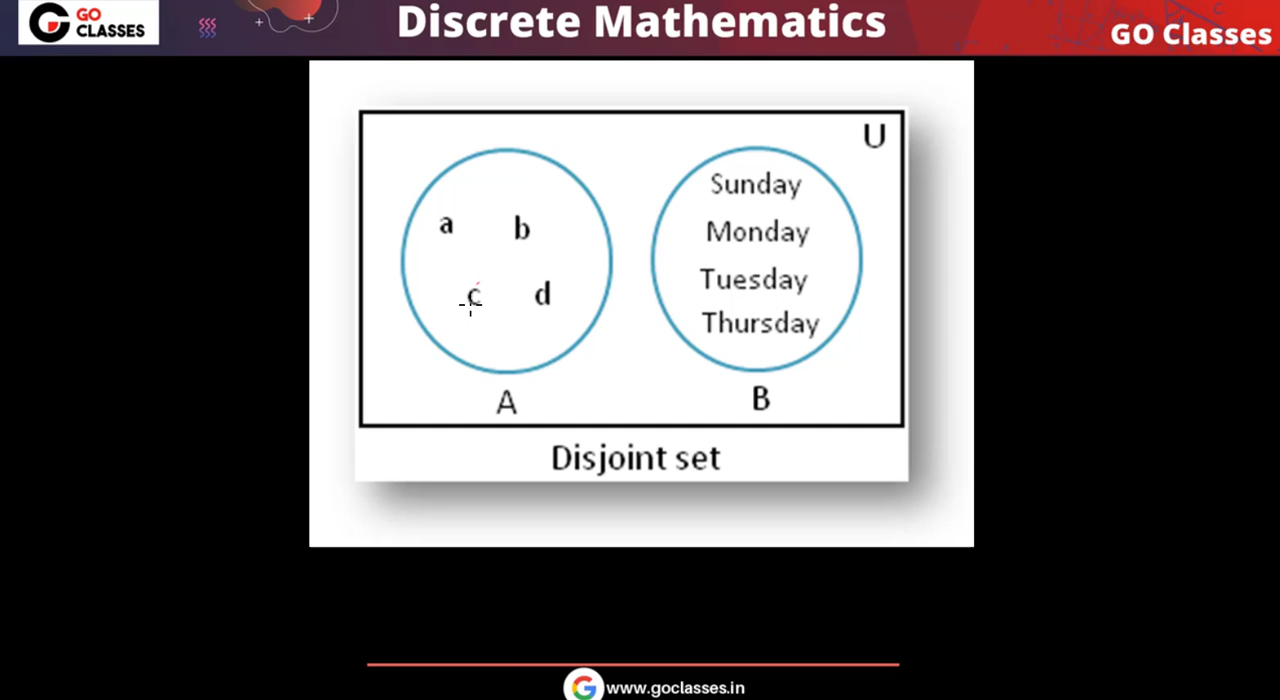 GO
CLASSES
Discrete Mathematics
GO Classes
U
a b
c d
Sunday
Monday
Tuesday
Thursday
A
B
Disjoint set
www.goclasses.in